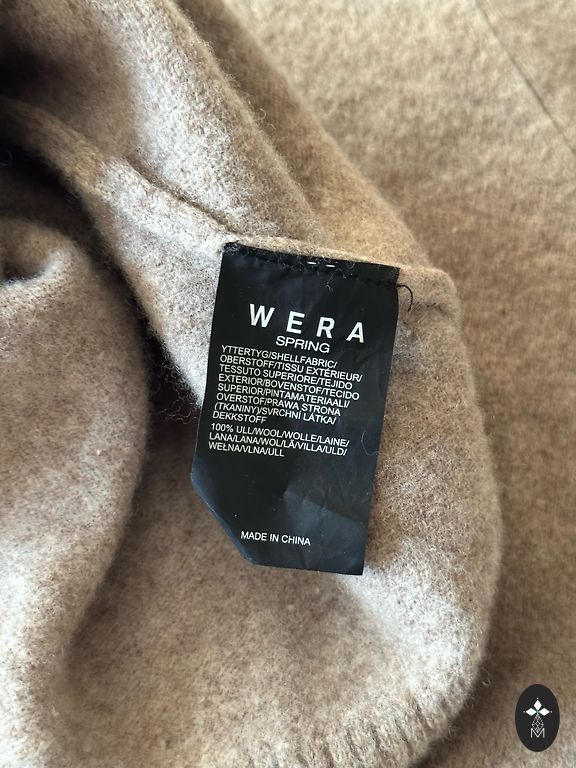 WERA
SPRING
YTTERTYG/SHELLFABRIC/
OBERSTOFF/TISSU EXTÉRIEUR/
TESSUTO SUPERIORE/TEJIDO
EXTERIOR/BOVENSTOF/TECIDO
SUPERIOR/PINTAMATERIAALI/
OVERSTOF/PRAWA STRONA
(TKANINY)/SVRCHNI LÁTKA/
DEKKSTOFF
100% ULL/WOOL/WOLLE/LAINE/
LANA/LANA/WOL/LÃ/VILLA/ULD/
WEŁNA/VLNA/ULL
MADE IN CHINA
M